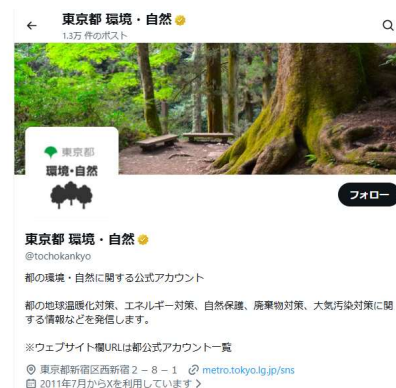 東京都 環境・自然
1.3万 件のポスト
東京都
環境・自然
フォロー
東京都 環境・自然
@tochokankyo
都の環境・自然に関する公式アカウント
都の地球温暖化対策、エネルギー対策、自然保護、廃棄物対策、大気汚染対策に関
する情報などを発信します。
※ウェブサイト欄URLは都公式アカウント一覧
東京都新宿区西新宿2-8-1 metro.tokyo.lg.jp/sns
2011年7月からXを利用しています